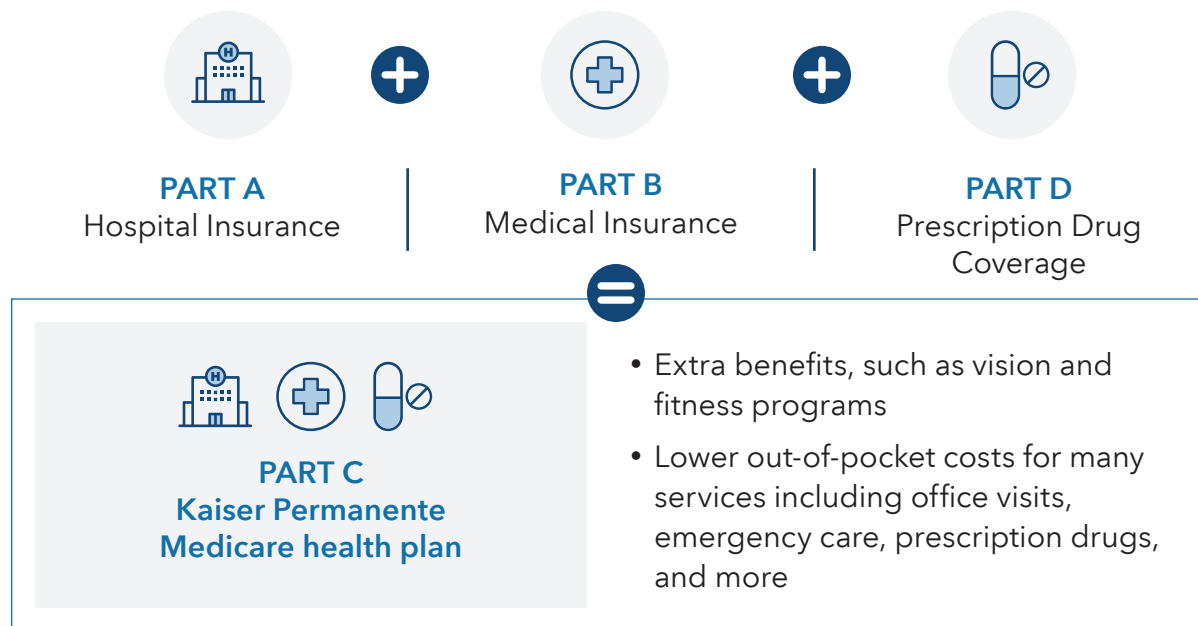 PART A
Hospital Insurance
PART B
Medical Insurance
PART D
Prescription Drug
Coverage
PART C
Kaiser Permanente
Medicare health plan
• Extra benefits, such as vision and
fitness programs
• Lower out-of-pocket costs for many
services including office visits,
emergency care, prescription drugs,
and more